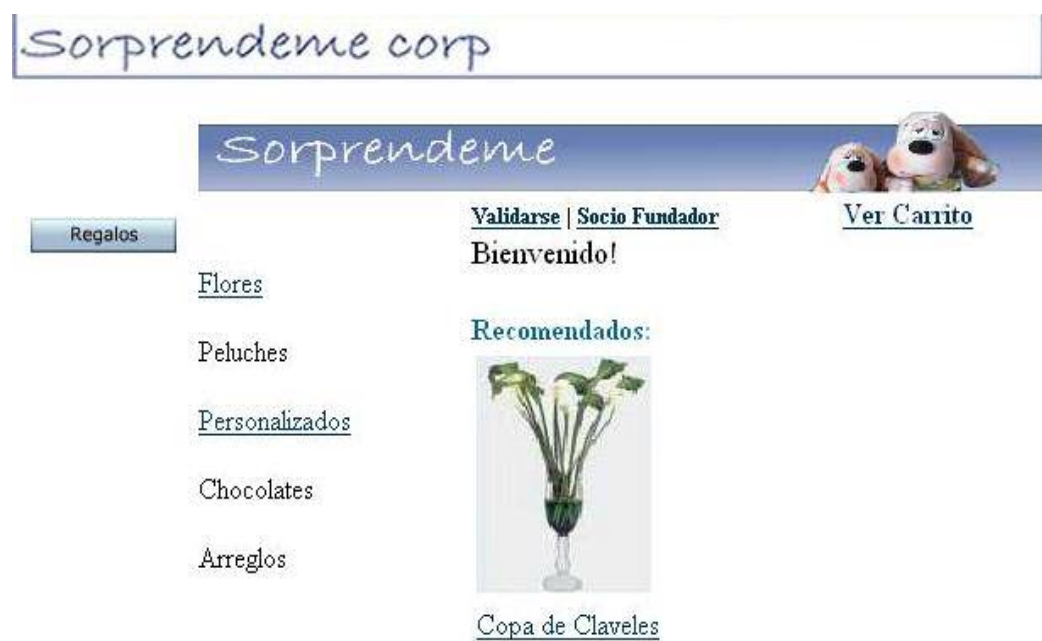 Sorprendeme corp
Sorprendeme
Regalos
Validarse | Socio Fundador
Ver Carrito
Bienvenido!
Flores
Recomendados:
Peluches
Personalizados
Chocolates
Arreglos
Copa de Claveles